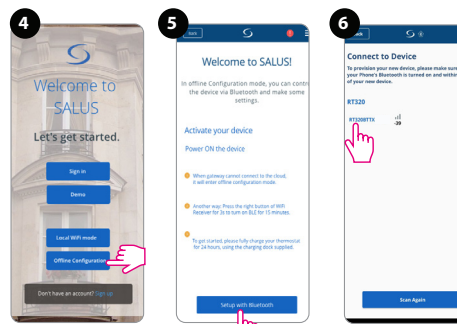 4
Welcome to
SALUS
Let's get started.
Sign in
Demo
Local WiFi mode
Offline Configuration
Don't have an account? Sign up
5
Welcome to SALUS!
In offline Configuration mode, you can contr
the device via Bluetooth and make some
settings.
Activate your device
Power ON the device
When gateway cannot connect to the cloud,
it will enter offline configuration mode.
Another way: Press the right button of WiFi
Receiver for 3s to turn on BLE for 15 minutes.
To get started, please fully charge your thermostat
for 24 hours, using the charging dock supplied.
Setup with Bluetooth
6
Connect to Device
To provision your new device, please make sure
your Phone's Bluetooth is turned on and within
of your new device.
RT320
RT320BTTX
-39
Scan Again